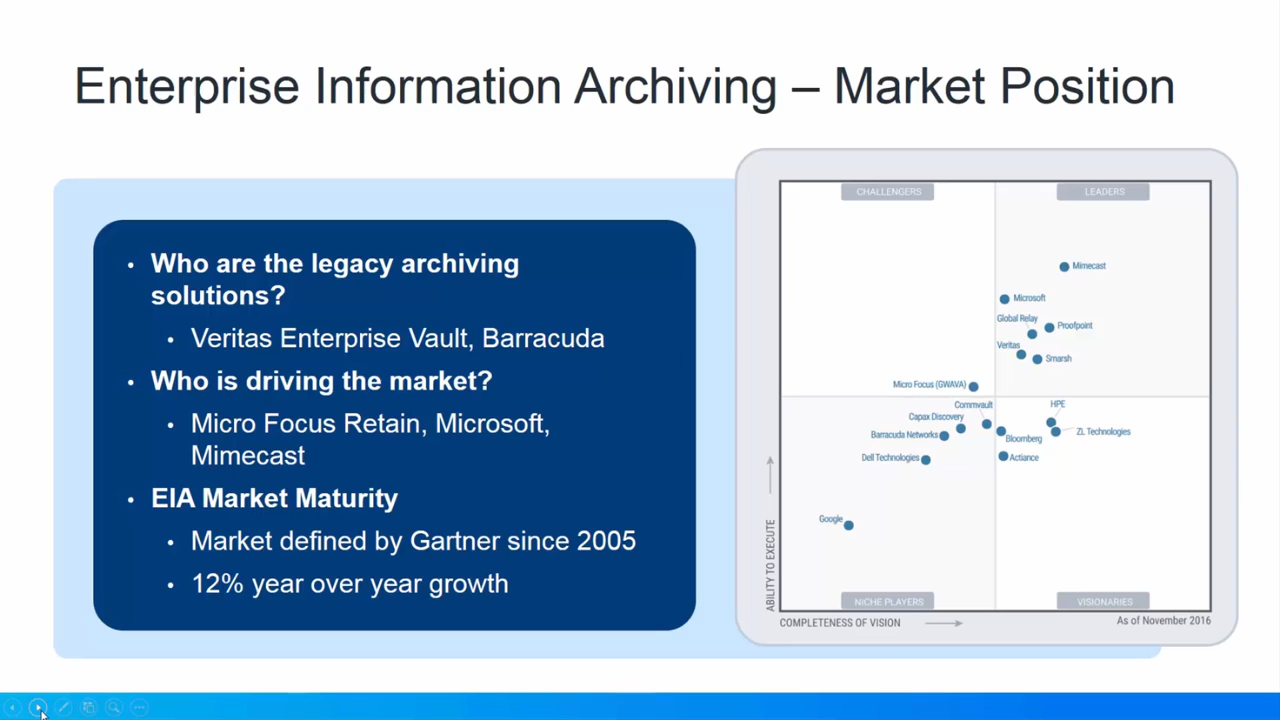 Enterprise Information Archiving – Market Position
• Who are the legacy archiving
solutions?
• Veritas Enterprise Vault, Barracuda
• Who is driving the market?
• Micro Focus Retain, Microsoft,
Mimecast
• EIA Market Maturity
• Market defined by Gartner since 2005
• 12% year over year growth
CHALLENGERS
LEADERS
Mimecast
Microsoft
Global Relay
Proofpoint
Veritas
Smarsh
Micro Focus (GWAVA)
Commvault
HPE
Capax Discovery
Barracuda Networks
Bloomberg
ZL Technologies
Dell Technologies
Actiance
Google
ABILITY TO EXECUTE
NICHE PLAYERS
VISIONARIES
COMPLETENESS OF VISION
As of November 2016